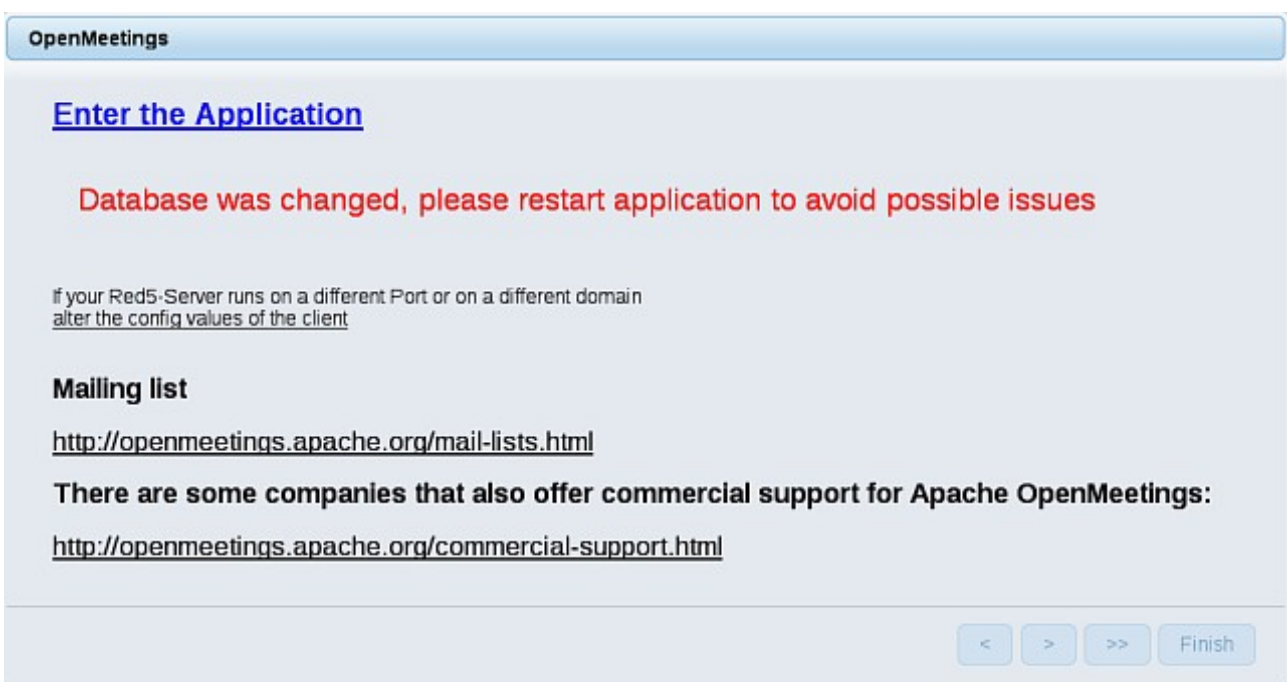 OpenMeetings
Enter the Application
Database was changed, please restart application to avoid possible issues
If your Red5-Server runs on a different Port or on a different domain
alter the config values of the client
Mailing list
http://openmeetings.apache.org/mail-lists.html
There are some companies that also offer commercial support for Apache OpenMeetings:
http://openmeetings.apache.org/commercial-support.html
< > >> Finish